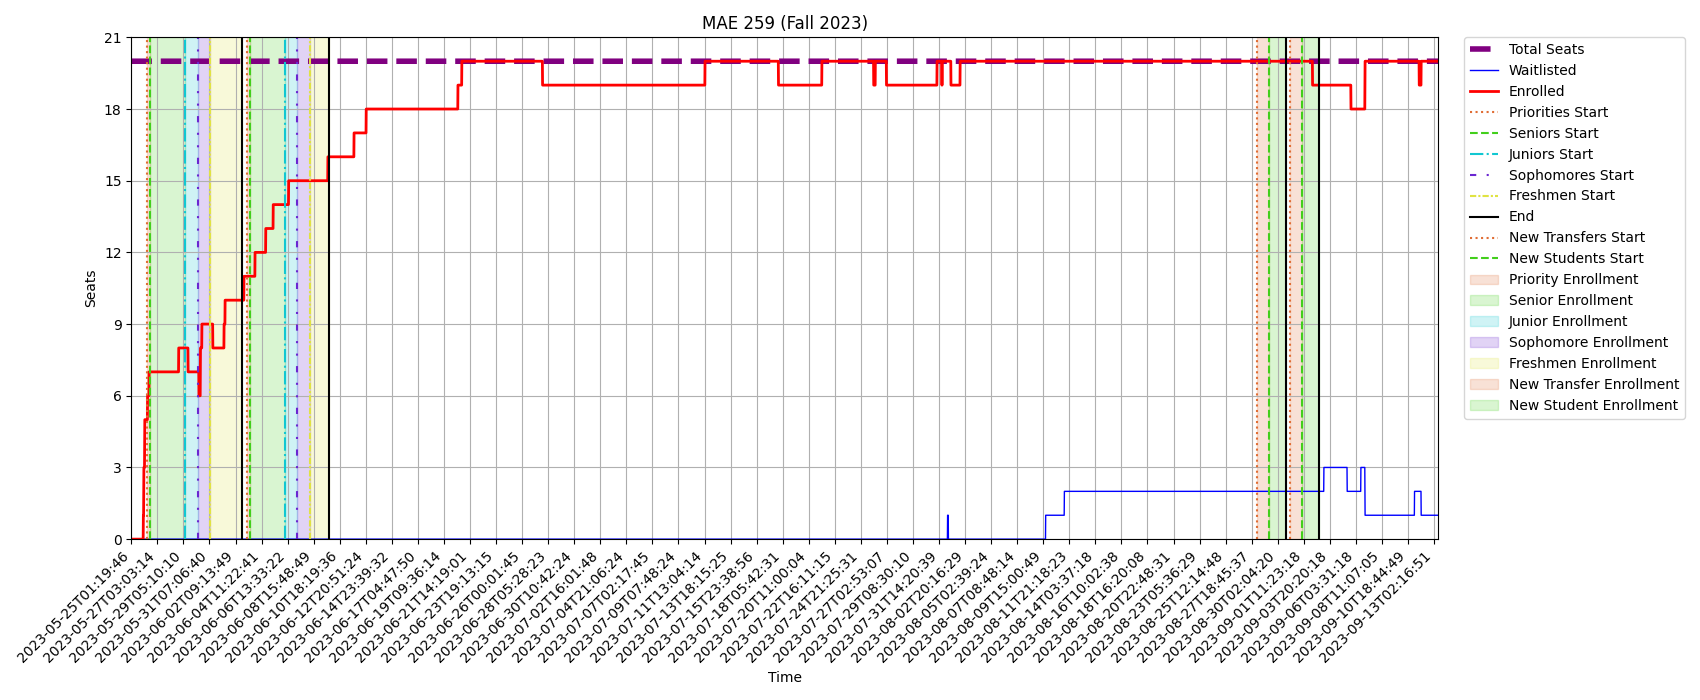 MAE 259 (Fall 2023)
21
18
15
12
9
6
3
0
Seats
2023-05-25T01:19:46
2023-05-27T03:03:14
2023-05-29T05:10:10
2023-05-31T07:06:40
2023-06-02T09:13:49
2023-06-04T11:22:41
2023-06-06T13:33:22
2023-06-08T15:48:49
2023-06-10T18:19:36
2023-06-12T20:51:24
2023-06-14T23:39:32
2023-06-17T04:47:50
2023-06-19T09:36:14
2023-06-21T14:19:01
2023-06-23T19:13:15
2023-06-26T00:01:45
2023-06-28T05:28:23
2023-06-30T10:42:24
2023-07-02T16:01:48
2023-07-04T21:06:24
2023-07-07T02:17:45
2023-07-09T07:48:24
2023-07-11T13:04:14
2023-07-13T18:15:25
2023-07-15T23:38:56
2023-07-18T05:42:31
2023-07-20T11:00:04
2023-07-22T16:11:15
2023-07-24T21:25:31
2023-07-27T02:53:07
2023-07-29T08:30:10
2023-07-31T14:20:39
2023-08-02T20:16:29
2023-08-05T02:39:24
2023-08-07T08:48:14
2023-08-09T15:00:49
2023-08-11T21:18:23
2023-08-14T03:37:18
2023-08-16T10:02:38
2023-08-18T16:20:08
2023-08-20T22:48:31
2023-08-23T05:36:29
2023-08-25T12:14:48
2023-08-27T18:45:37
2023-08-30T02:04:20
2023-09-01T11:23:18
2023-09-03T20:20:18
2023-09-06T03:31:18
2023-09-08T11:07:05
2023-09-10T18:44:49
2023-09-13T02:16:51
Time
Total Seats
Waitlisted
Enrolled
Priorities Start
Seniors Start
Juniors Start
Sophomores Start
Freshmen Start
End
New Transfers Start
New Students Start
Priority Enrollment
Senior Enrollment
Junior Enrollment
Sophomore Enrollment
Freshmen Enrollment
New Transfer Enrollment
New Student Enrollment